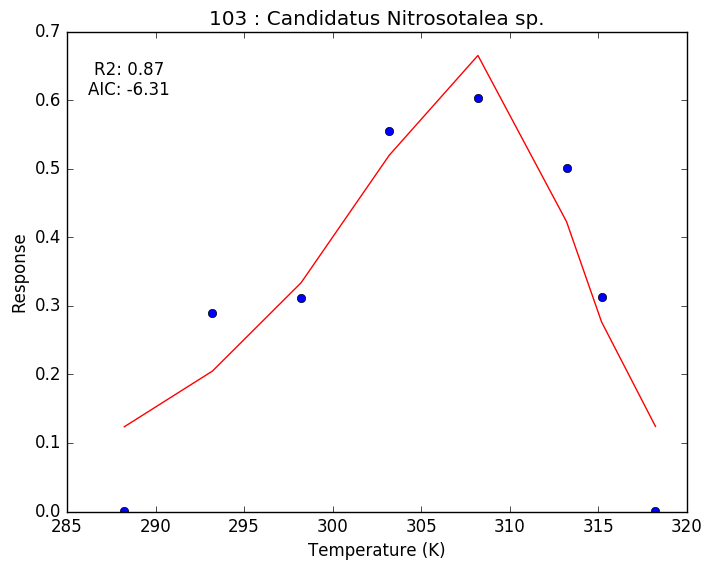 103 : Candidatus Nitrosotalea sp.
R2: 0.87
AIC: -6.31
0.7
0.6
0.5
0.4
0.3
0.2
0.1
0.0
Response
285 290 295 300 305 310 315 320
Temperature (K)